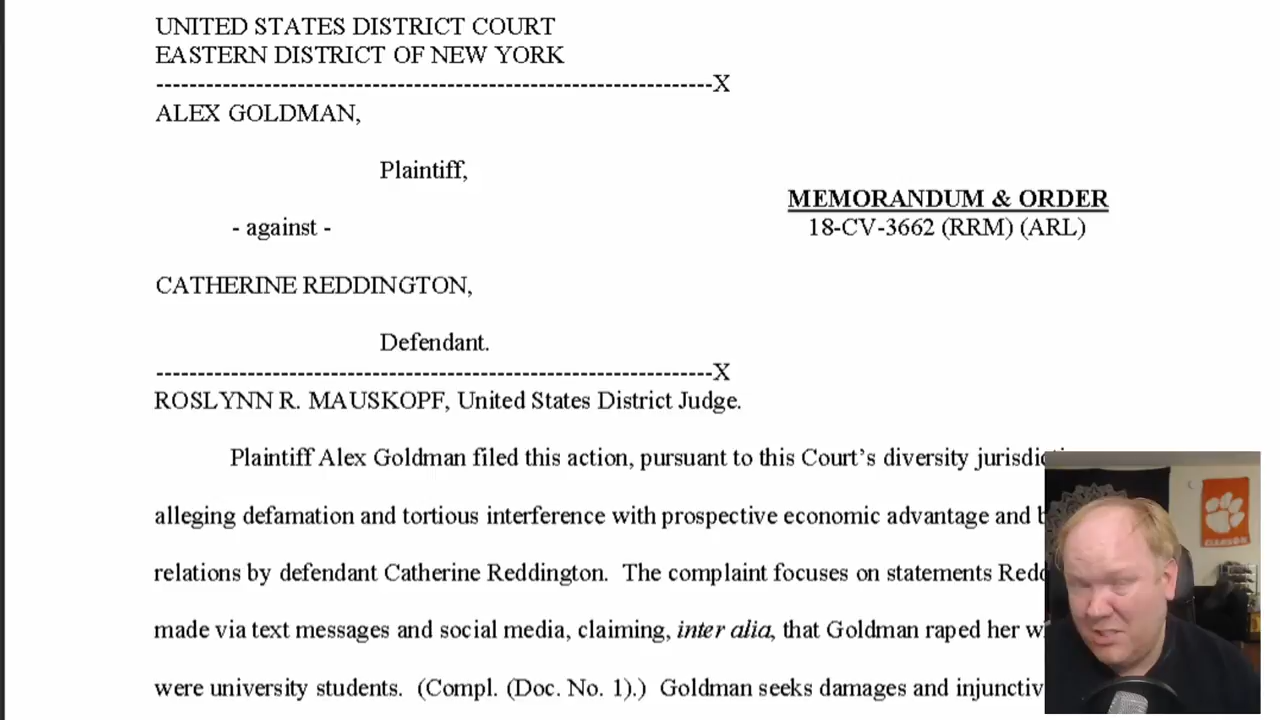 UNITED STATES DISTRICT COURT
EASTERN DISTRICT OF NEW YORK
-------------------------------------------------------------------X
ALEX GOLDMAN,
Plaintiff,
MEMORANDUM & ORDER
- against -
18-CV-3662 (RRM) (ARL)
CATHERINE REDDINGTON,
Defendant.
-------------------------------------------------------------------X
ROSLYNN R. MAUSKOPF, United States District Judge.
Plaintiff Alex Goldman filed this action, pursuant to this Court's diversity
alleging defamation and tortious interference with prospective economic advantage and
relations by defendant Catherine Reddington. The complaint focuses on statements
made via text messages and social media, claiming, inter alia, that Goldman raped her
were university students. (Compl. (Doc. No. 1).) Goldman seeks damages and
CLEMSON